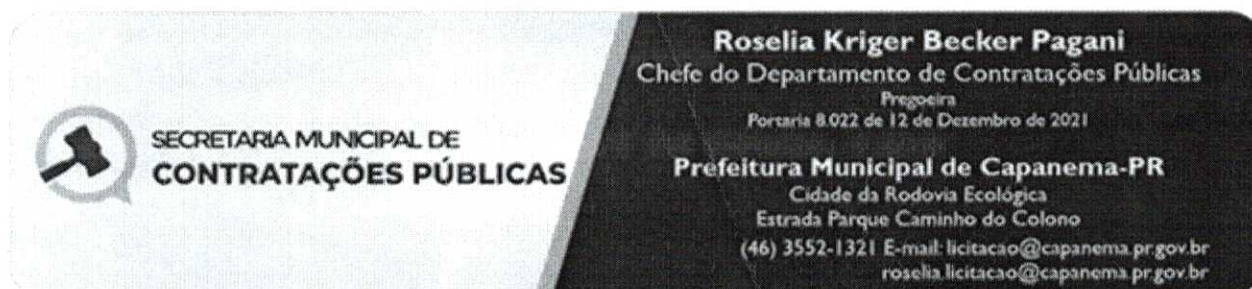 SECRETARIA MUNICIPAL DE
CONTRATAÇÕES PÚBLICAS
Roselia Kriger Becker Pagani
Chefe do Departamento de Contratações Públicas
Pregoeira
Portaria 8.022 de 12 de Dezembro de 2021
Prefeitura Municipal de Capanema-PR
Cidade da Rodovia Ecológica
Estrada Parque Caminho do Colono
(46) 3552-1321 E-mail: licitacao@capanema.pr.gov.br
roselia.licitacao@capanema.pr.gov.br